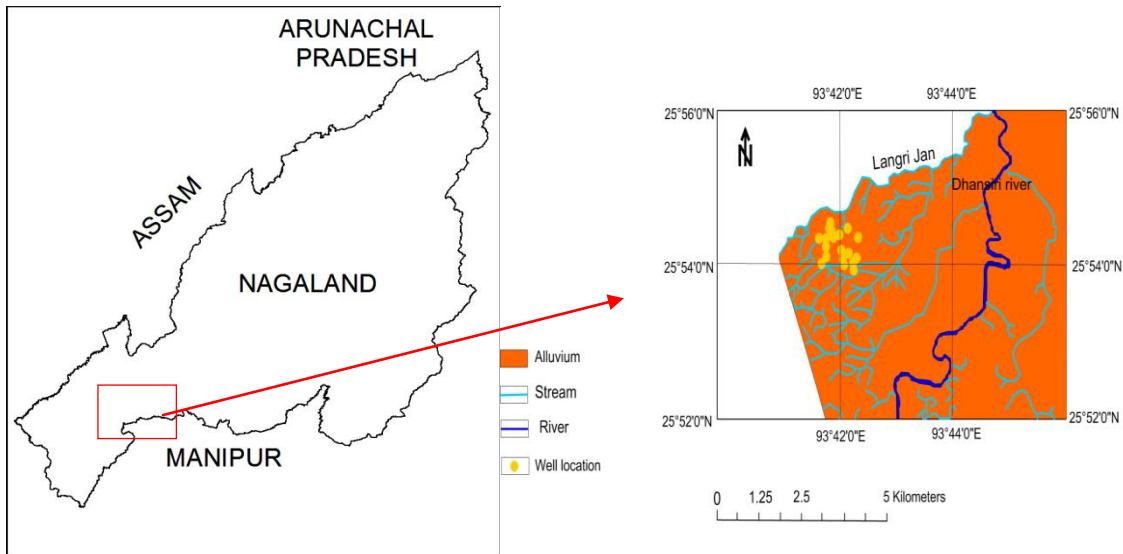 ARUNACHAL
PRADESH
ASSAM
NAGALAND
MANIPUR
Alluvium
Stream
River
Well location
93°42'0"E
93°44'0"E
25°56'0"N
25°56'0"N
N
Langri Jan
Dhansiri river
25°54'0"N
25°54'0"N
25°52'0"N
25°52'0"N
93°42'0"E
93°44'0"E
0
1.25
2.5
5 Kilometers